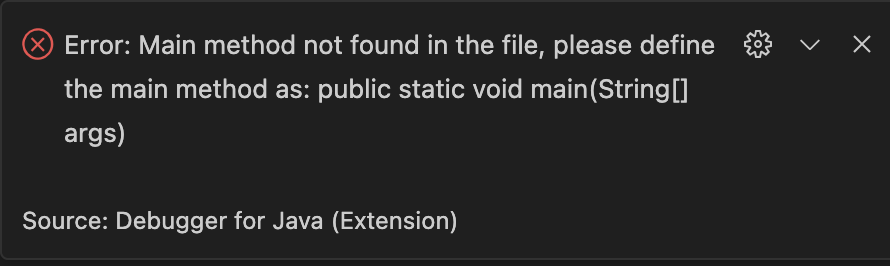 Error: Main method not found in the file, please define
the main method as: public static void main(String[]
args)
Source: Debugger for Java (Extension)